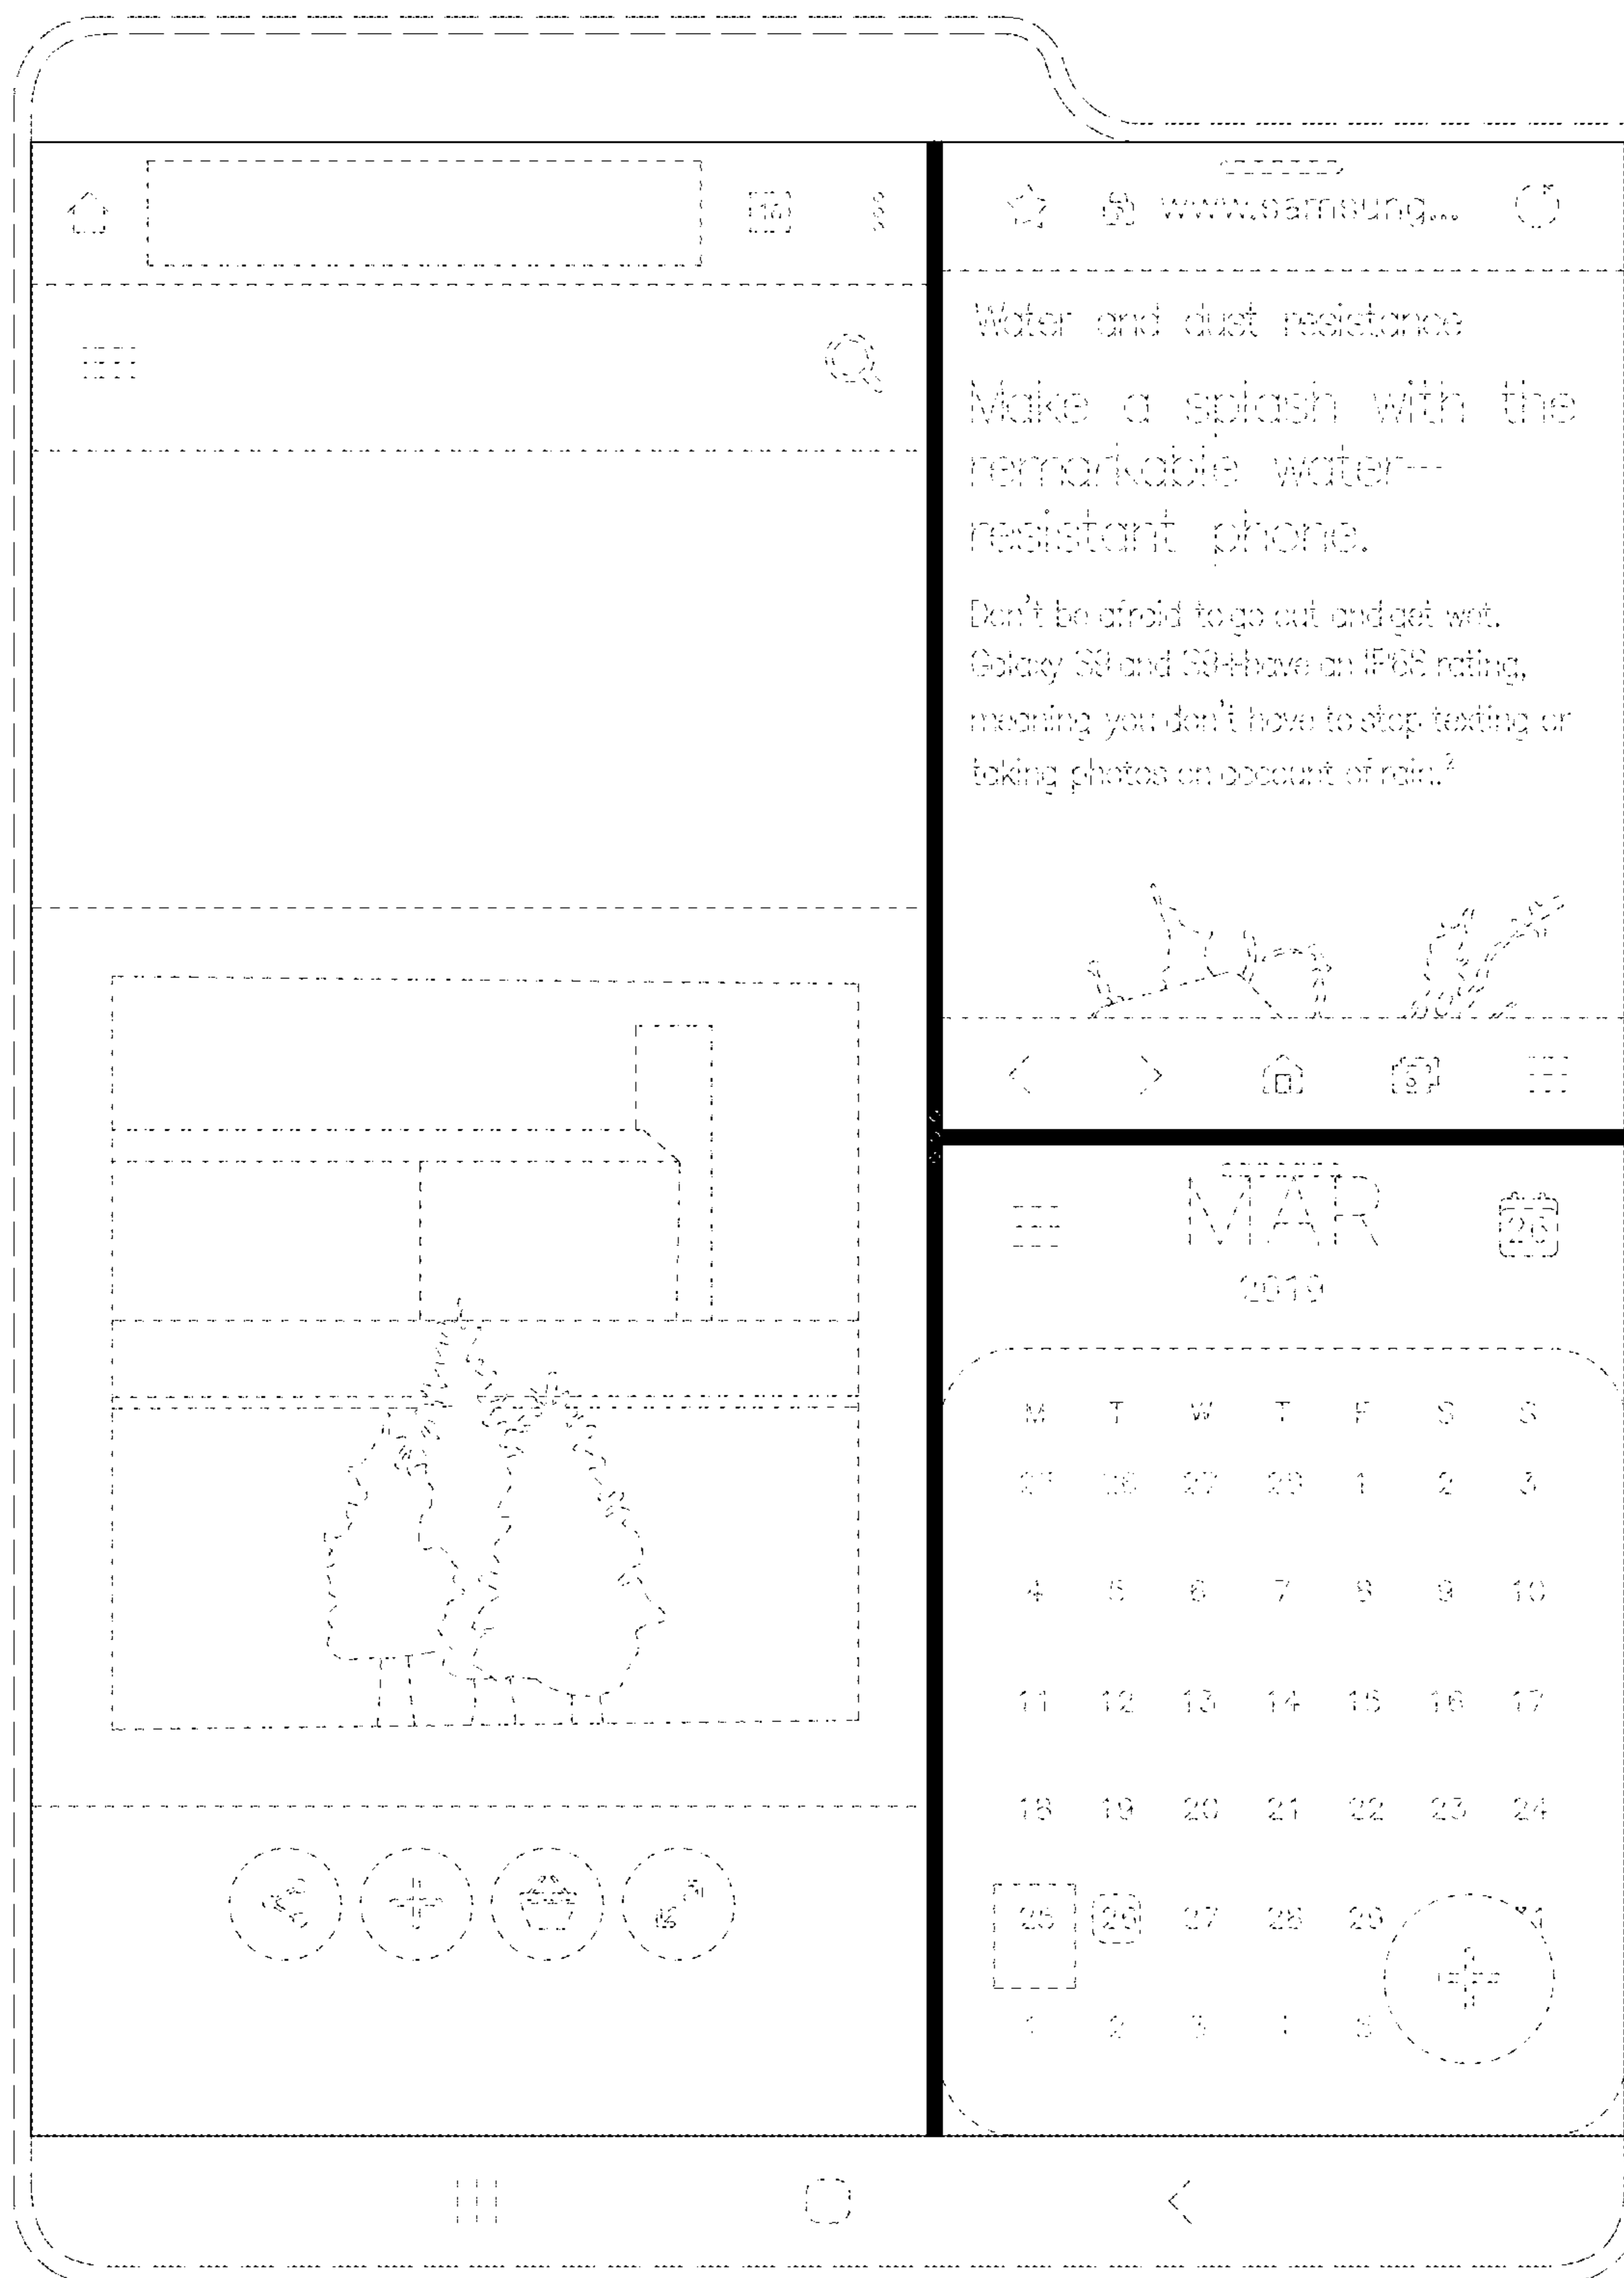 www.samsung...
Water and dust resistance
Make a splash with the
remarkable water-
resistant phone.
Don't be afraid to go out and get wet.
Galaxy S9 and S9+ have an IP68 rating,
meaning you don't have to stop texting or
taking photos on account of rain.2
MAR
26
2019
M T W T F S S
27 28 1 2 3
4 5 6 7 8 9 10
11 12 13 14 15 16 17
18 19 20 21 22 23 24
25 26 27 28 29
1 2 3